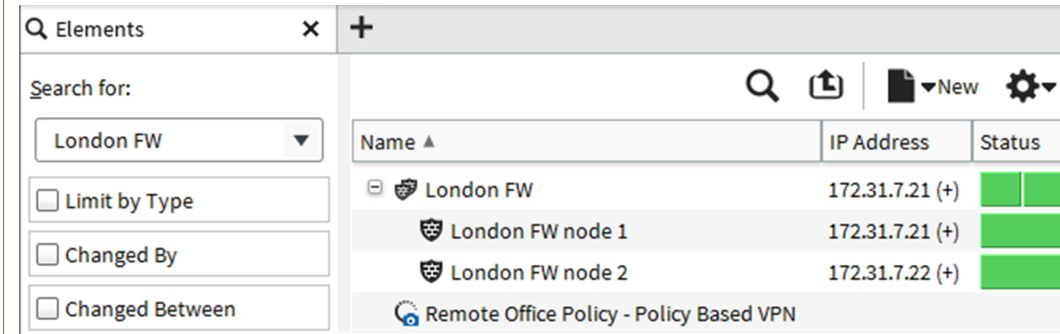 Elements
Search for:
London FW
Limit by Type
Changed By
Changed Between
New
Name IP Address Status
London FW 172.31.7.21 (+)
London FW node 1 172.31.7.21 (+)
London FW node 2 172.31.7.22 (+)
Remote Office Policy - Policy Based VPN